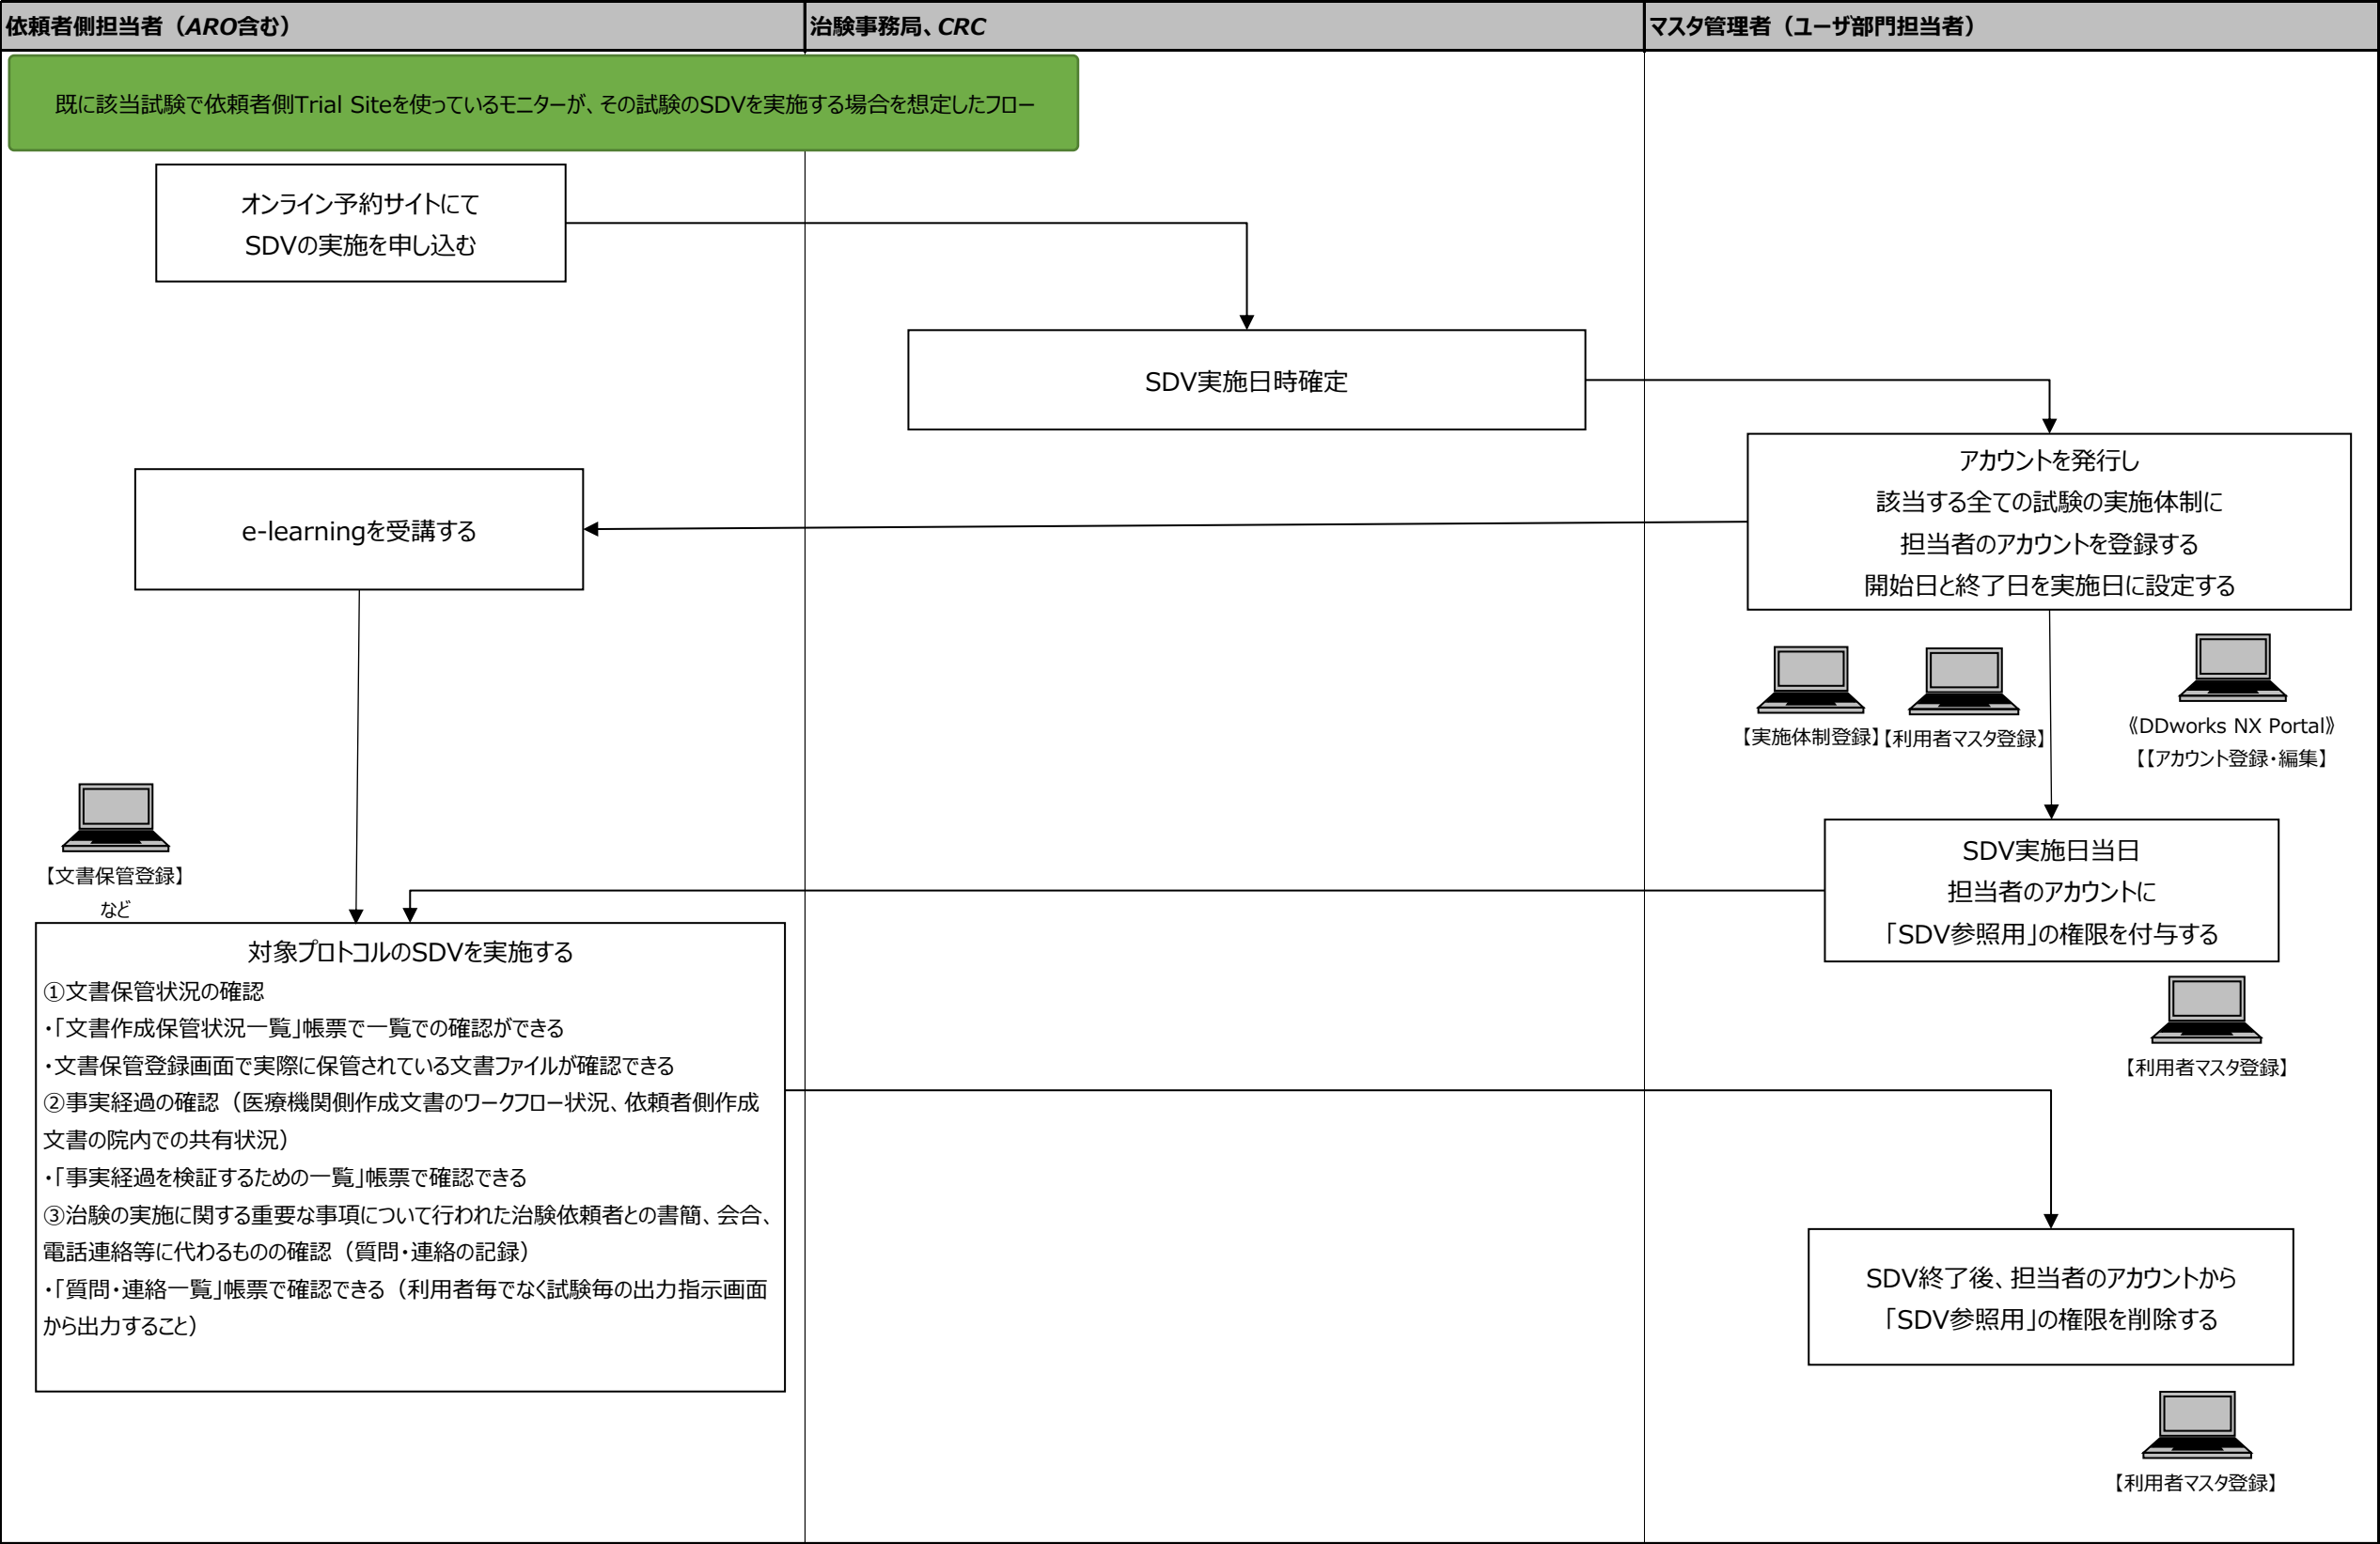 依頼者側担当者（ARO含む）
治験事務局、CRC
マスタ管理者（ユーザ部門担当者）
既に該当試験で依頼者側Trial Siteを使っているモニターが、その試験のSDVを実施する場合を想定したフロー
オンライン予約サイトにて
SDVの実施を申し込む
SDV実施日時確定
アカウントを発行し
該当する全ての試験の実施体制に
担当者のアカウントを登録する
開始日と終了日を実施日に設定する
e-learningを受講する
【実施体制登録】
【利用者マスタ登録】
《DDworks NX Portal》
【【アカウント登録・編集】
【文書保管登録】
など
SDV実施日当日
担当者のアカウントに
「SDV参照用」の権限を付与する
【利用者マスタ登録】
対象プロトコルのSDVを実施する
①文書保管状況の確認
・「文書作成保管状況一覧」帳票で一覧での確認ができる
・文書保管登録画面で実際に保管されている文書ファイルが確認できる
②事実経過の確認（医療機関側作成文書のワークフロー状況、依頼者側作成
文書の院内での共有状況）
・「事実経過を検証するための一覧」帳票で確認できる
③治験の実施に関する重要な事項について行われた治験依頼者との書簡、会合、
電話連絡等に代わるものの確認（質問・連絡の記録）
・「質問・連絡一覧」帳票で確認できる（利用者毎でなく試験毎の出力指示画面
から出力すること）
SDV終了後、担当者のアカウントから
「SDV参照用」の権限を削除する
【利用者マスタ登録】